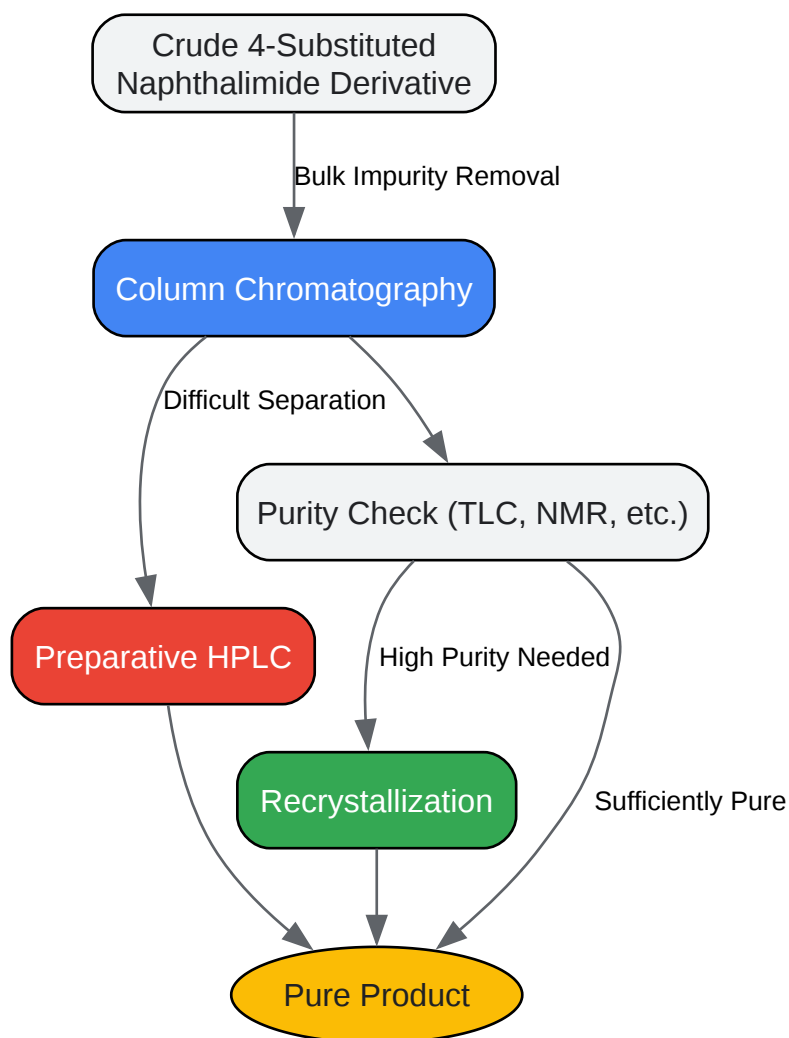 Crude 4-Substituted
Naphthalimide Derivative
Bulk Impurity Removal
Column Chromatography
Difficult Separation
Purity Check (TLC, NMR, etc.)
Preparative HPLC
High Purity Needed
Recrystallization
Sufficiently Pure
Pure Product